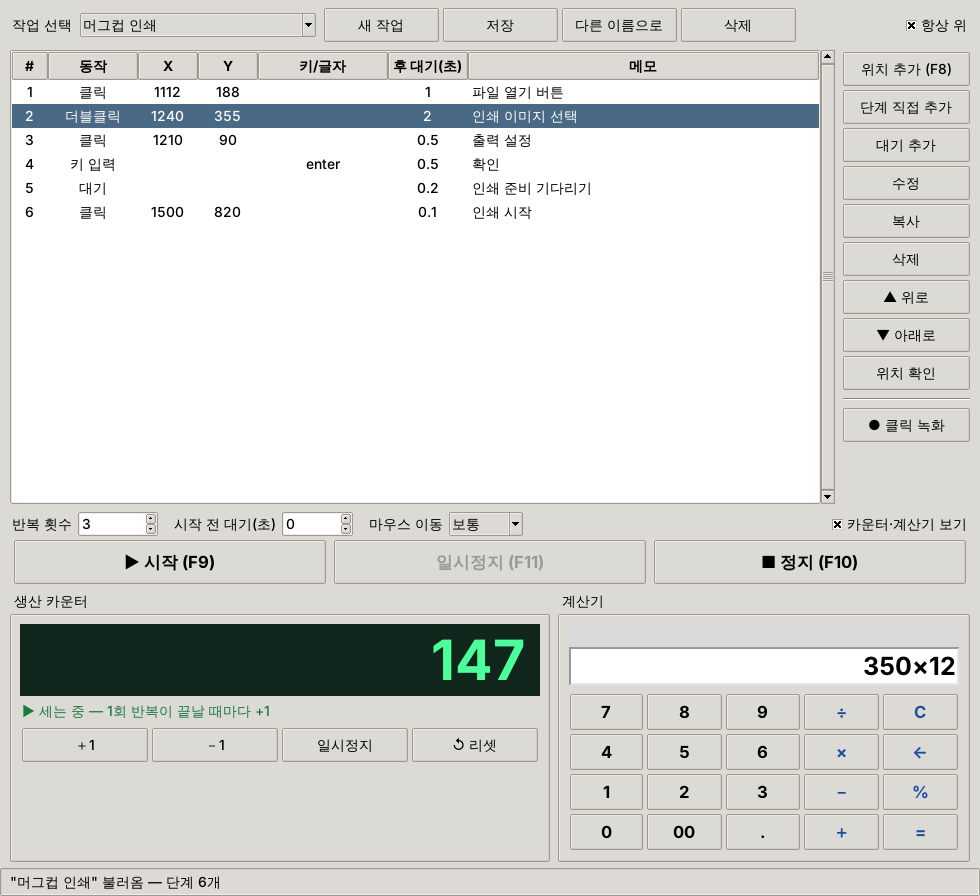 작업 선택 머그컵 인쇄 새 작업 저장 다른 이름으로 삭제 항상 위
# 동작 X Y 키/글자 후 대기(초) 메모
1 클릭 1112 188 1 파일 열기 버튼
2 더블클릭 1240 355 2 인쇄 이미지 선택
3 클릭 1210 90 0.5 출력 설정
4 키 입력 enter 0.5 확인
5 대기 0.2 인쇄 준비 기다리기
6 클릭 1500 820 0.1 인쇄 시작
위치 추가 (F8)
단계 직접 추가
대기 추가
수정
복사
삭제
▲ 위로
▼ 아래로
위치 확인
● 클릭 녹화
반복 횟수 3 시작 전 대기(초) 0 마우스 이동 보통 카운터·계산기 보기
▶ 시작 (F9) 일시정지 (F11) ■ 정지 (F10)
생산 카운터
147
▶ 세는 중 — 1회 반복이 끝날 때마다 +1
+1 −1 일시정지 ↺ 리셋
계산기
350×12
7 8 9 ÷ C
4 5 6 × ←
1 2 3 − %
0 00 . + =
"머그컵 인쇄" 불러옴 — 단계 6개